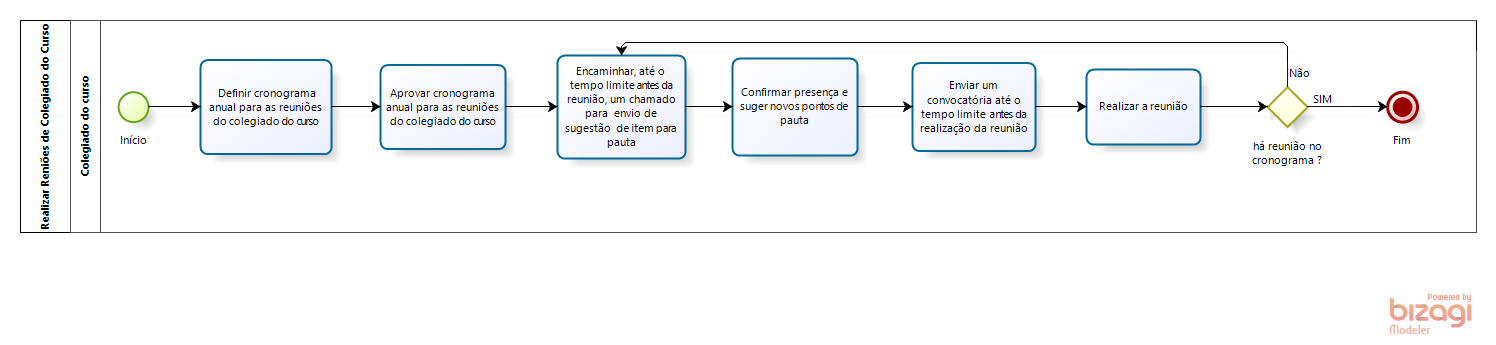 Realizar Reniões de Colegiado do Curso
Colegiado do curso
Início
Definir cronograma
anual para as reuniões
do colegiado do curso
Aprovar cronograma
anual para as reuniões
do colegiado do curso
Encaminhar, até o
tempo limite antes da
reunião, um chamado
para envio de
sugestão de item para
pauta
Confirmar presença e
suger novos pontos de
pauta
Enviar um
convocatória até o
tempo limite antes da
realização da reunião
Realizar a reunião
Não
SIM
há reunião no
cronograma ?
Fim
Powered by
bizagi
Modeler